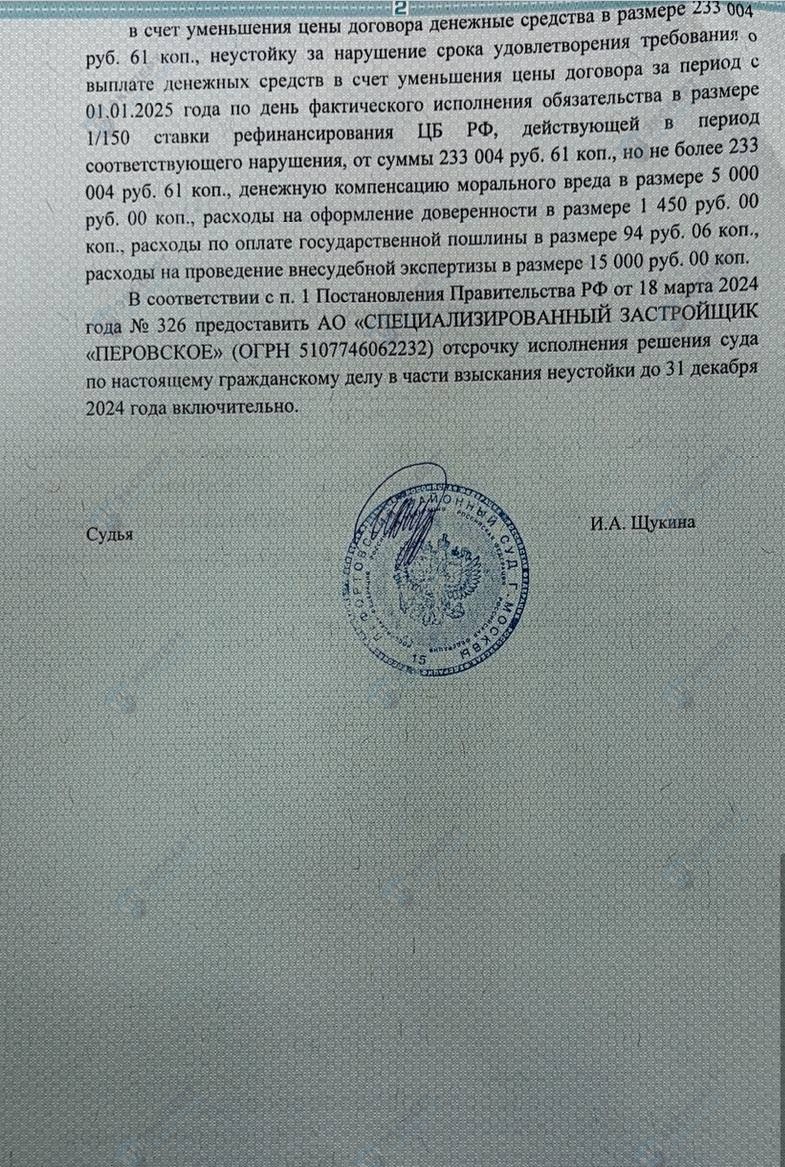 2
в счет уменьшения цены договора денежные средства в размере 233 004
руб. 61 коп., неустойку за нарушение срока удовлетворения требования о
выплате денежных средств в счет уменьшения цены договора за период с
01.01.2025 года по день фактического исполнения обязательства в размере
1/150 ставки рефинансирования ЦБ РФ, действующей в период
соответствующего нарушения, от суммы 233 004 руб. 61 коп., но не более 233
004 руб. 61 коп., денежную компенсацию морального вреда в размере 5 000
руб. 00 коп., расходы на оформление доверенности в размере 1 450 руб. 00
коп., расходы по оплате государственной пошлины в размере 94 руб. 06 коп.,
расходы на проведение внесудебной экспертизы в размере 15 000 руб. 00 коп.
В соответствии с п. 1 Постановления Правительства РФ от 18 марта 2024
года № 326 предоставить АО «СПЕЦИАЛИЗИРОВАННЫЙ ЗАСТРОЙЩИК
«ПЕРОВСКОЕ» (ОГРН 5107746062232) отсрочку исполнения решения суда
по настоящему гражданскому делу в части взыскания неустойки до 31 декабря
2024 года включительно.
Судья
И.А. Щукина
РАЙОННЫЙ СУД Г. МОСКВЫ
РОССИЙСКАЯ ФЕДЕРАЦИЯ
15